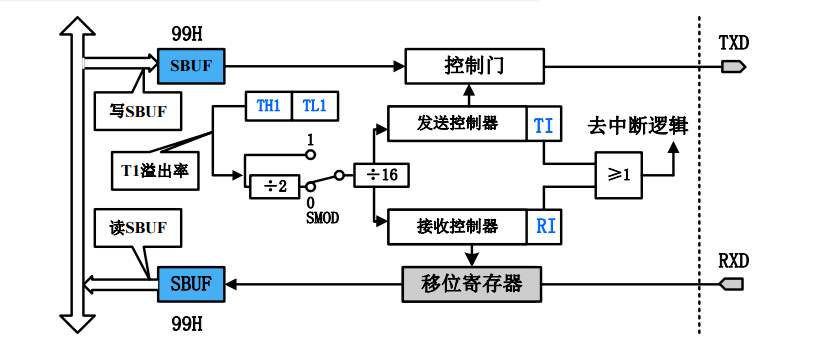 99H
SBUF
控制门
TXD
写SBUF
TH1
TL1
发送控制器
TI
去中断逻辑
T1溢出率
1
÷2
÷16
≥1
0
SMOD
读SBUF
接收控制器
RI
SBUF
移位寄存器
RXD
99H